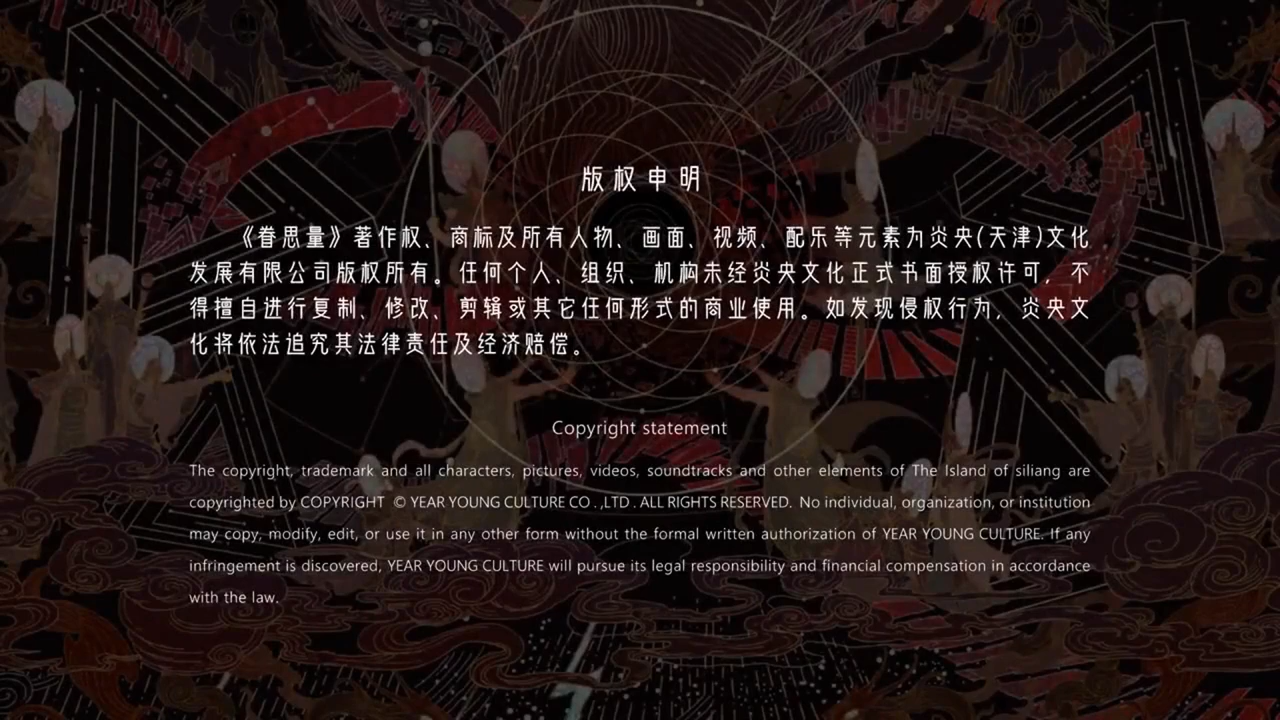 版权申明
《眷思量》著作权、商标及所有人物、画面、视频、配乐等元素为炎央(天津)文化
发展有限公司版权所有。任何个人、组织、机构未经炎央文化正式书面授权许可，不
得擅自进行复制、修改、剪辑或其它任何形式的商业使用。如发现侵权行为，炎央文
化将依法追究其法律责任及经济赔偿。
Copyright statement
The copyright, trademark and all characters, pictures, videos, soundtracks and other elements of The Island of siliang are
copyrighted by COPYRIGHT © YEAR YOUNG CULTURE CO . ,LTD . ALL RIGHTS RESERVED. No individual, organization, or institution
may copy, modify, edit, or use it in any other form without the formal written authorization of YEAR YOUNG CULTURE. If any
infringement is discovered, YEAR YOUNG CULTURE will pursue its legal responsibility and financial compensation in accordance
with the law.